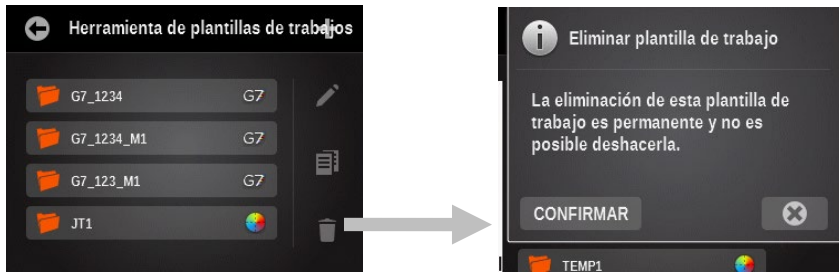 Herramienta de plantillas de trabajos
G7_1234 G7
G7_1234_M1 G7
G7_123_M1 G7
JT1
Eliminar plantilla de trabajo
La eliminación de esta plantilla de
trabajo es permanente y no es
posible deshacerla.
CONFIRMAR
TEMP1